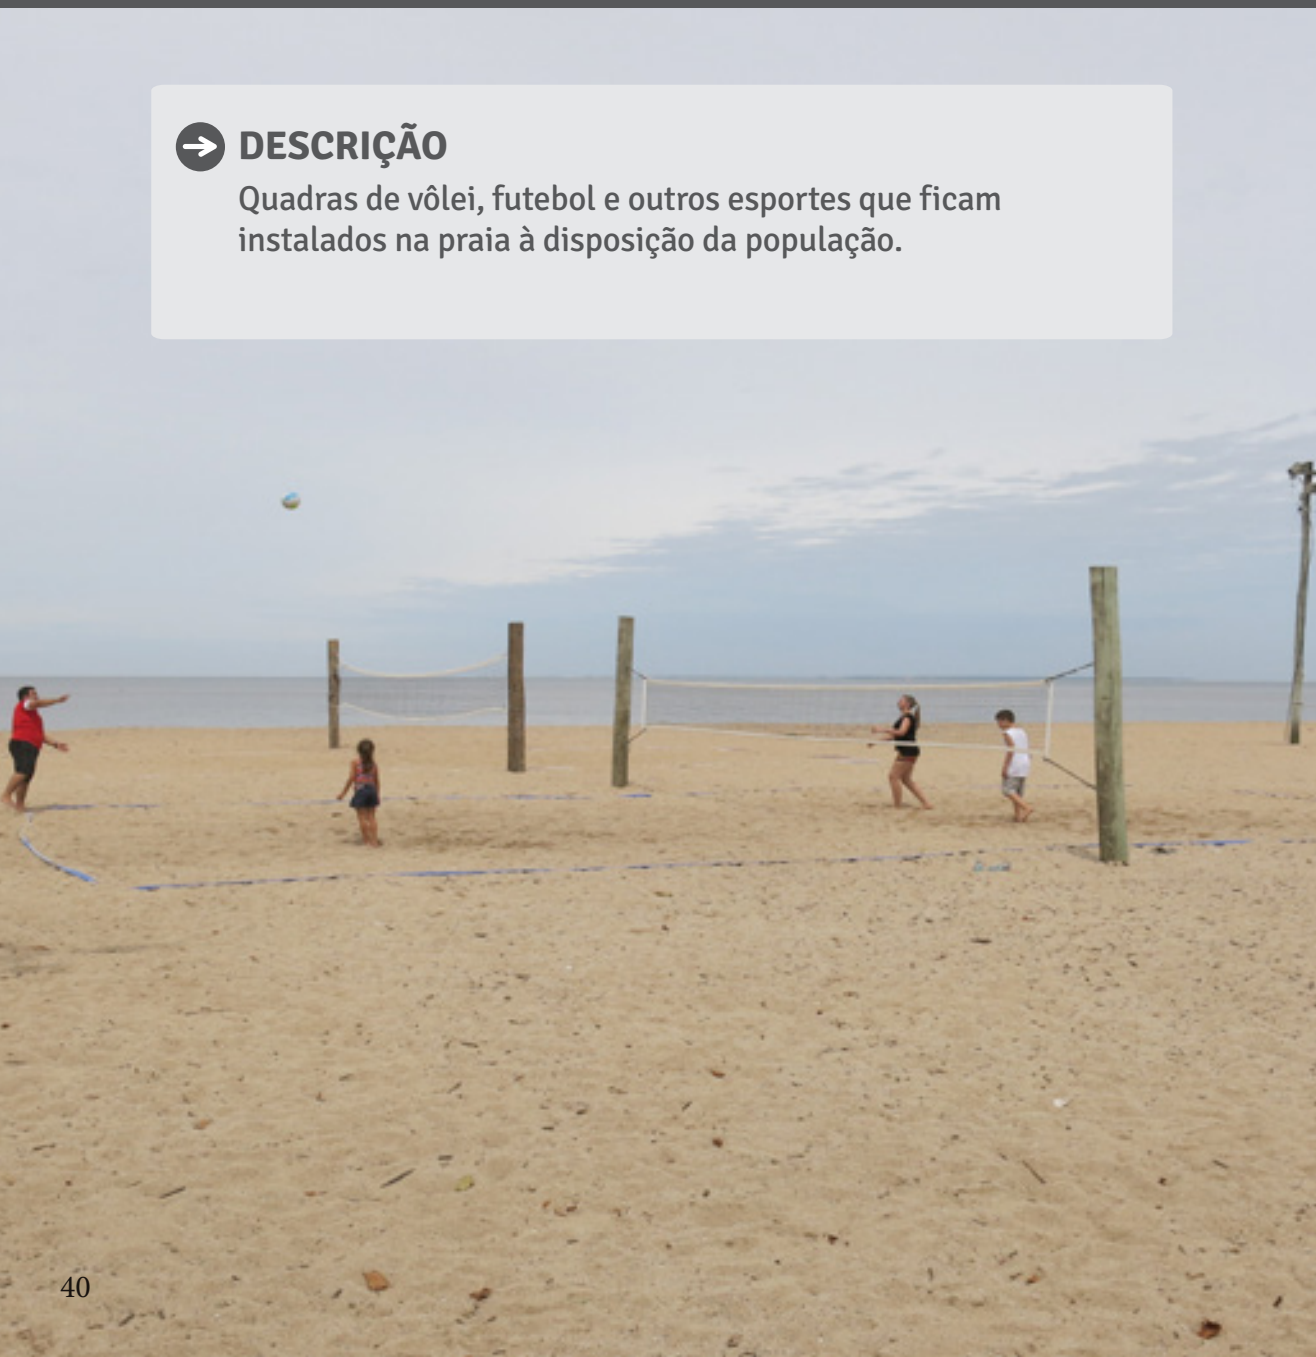 DESCRIÇÃO
Quadras de vôlei, futebol e outros esportes que ficam
instalados na praia à disposição da população.
40